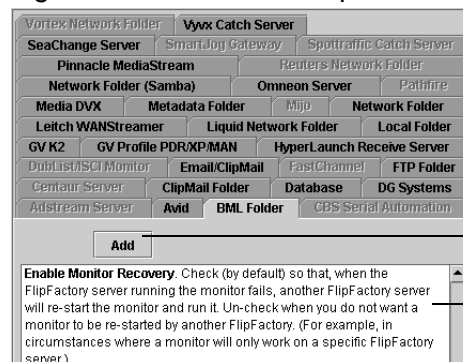 Vortex Network Folder Vyvx Catch Server
SeaChange Server SmartJog Gateway Spottraffic Catch Server
Pinnacle MediaStream Reuters Network Folder
Network Folder (Samba) Omneon Server Pathfire
Media DVX Metadata Folder Mijo Network Folder
Leitch WANStreamer Liquid Network Folder Local Folder
GV K2 GV Profile PDR/XP/MAN HyperLaunch Receive Server
DubList/ISCI Monitor Email/ClipMail FastChannel FTP Folder
Centaur Server ClipMail Folder Database DG Systems
Adstream Server Avid BML Folder CBS Serial Automation
Add
Enable Monitor Recovery. Check (by default) so that, when the
FlipFactory server running the monitor fails, another FlipFactory server
will re-start the monitor and run it. Un-check when you do not want a
monitor to be re-started by another FlipFactory. (For example, in
circumstances where a monitor will only work on a specific FlipFactory
server.)